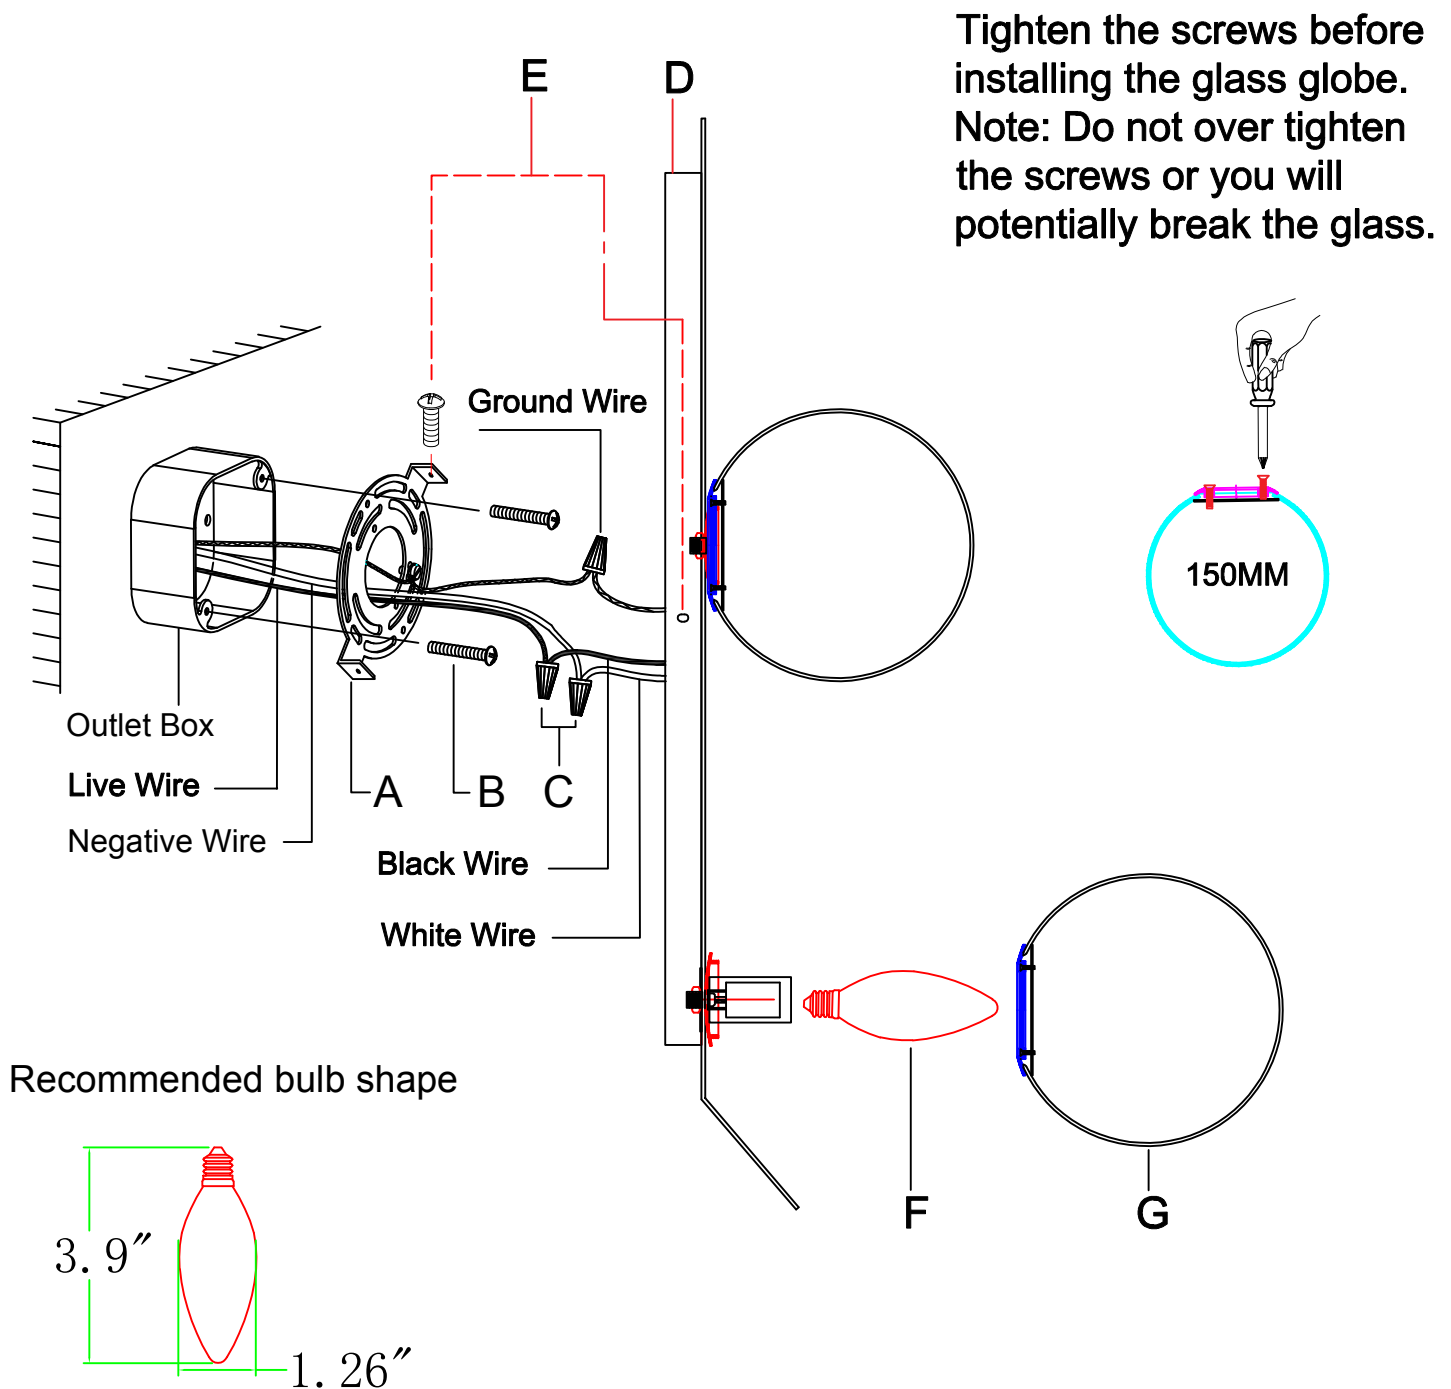 Tighten the screws before
installing the glass globe.
Note: Do not over tighten
the screws or you will
potentially break the glass.
E
D
Ground Wire
150MM
Outlet Box
Live Wire
A
B
C
Negative Wire
Black Wire
White Wire
F
G
Recommended bulb shape
3.9"
1.26"